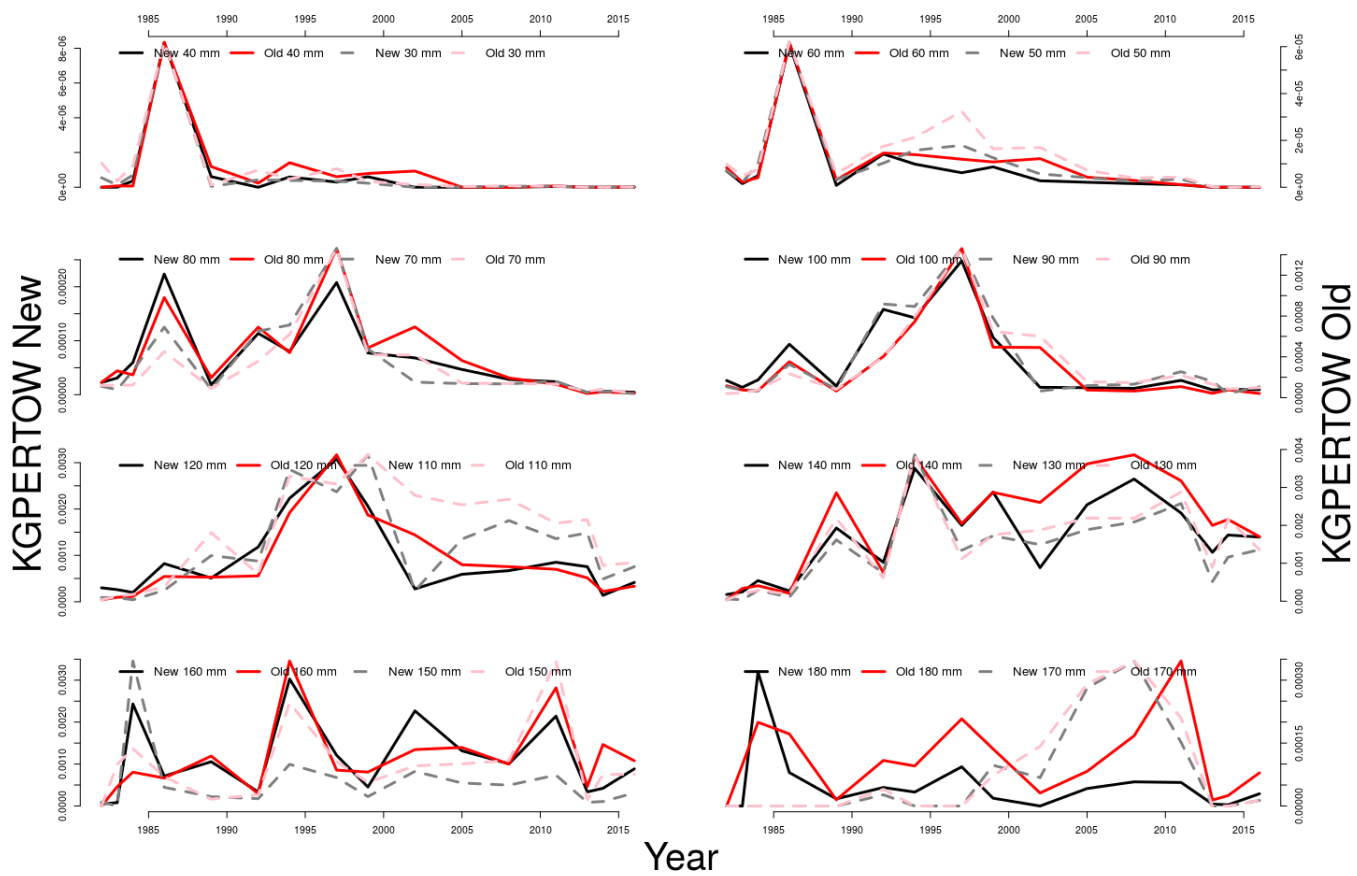 1985 1990 1995 2000 2005 2010 2015
1985 1990 1995 2000 2005 2010 2015
New 40 mm Old 40 mm New 30 mm Old 30 mm
8e-06
6e-06
4e-06
0e+00
New 60 mm Old 60 mm New 50 mm Old 50 mm
6e-05
4e-05
2e-05
0e+00
New 80 mm Old 80 mm New 70 mm Old 70 mm
0.00020
0.00010
0.00000
New 100 mm Old 100 mm New 90 mm Old 90 mm
0.0012
0.0008
0.0004
0.0000
KGPERTOW New
KGPERTOW Old
New 120 mm Old 120 mm New 110 mm Old 110 mm
0.0030
0.0020
0.0010
0.0000
New 140 mm Old 140 mm New 130 mm Old 130 mm
0.004
0.003
0.002
0.001
0.000
New 160 mm Old 160 mm New 150 mm Old 150 mm
0.0030
0.0020
0.0010
0.0000
New 180 mm Old 180 mm New 170 mm Old 170 mm
0.00030
0.00015
0.00000
1985 1990 1995 2000 2005 2010 2015
1985 1990 1995 2000 2005 2010 2015
Year